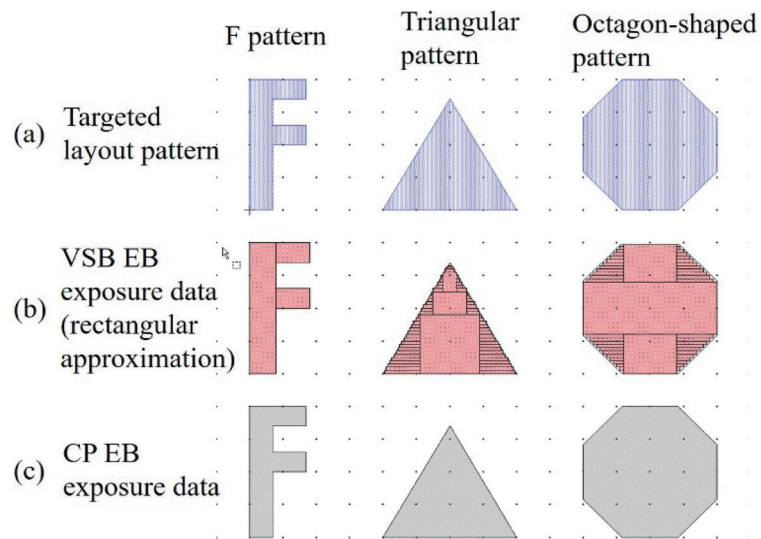 F pattern
Triangular
pattern
Octagon-shaped
pattern
(a)
Targeted
layout pattern
(b)
VSB EB
exposure data
(rectangular
approximation)
(c)
CP EB
exposure data